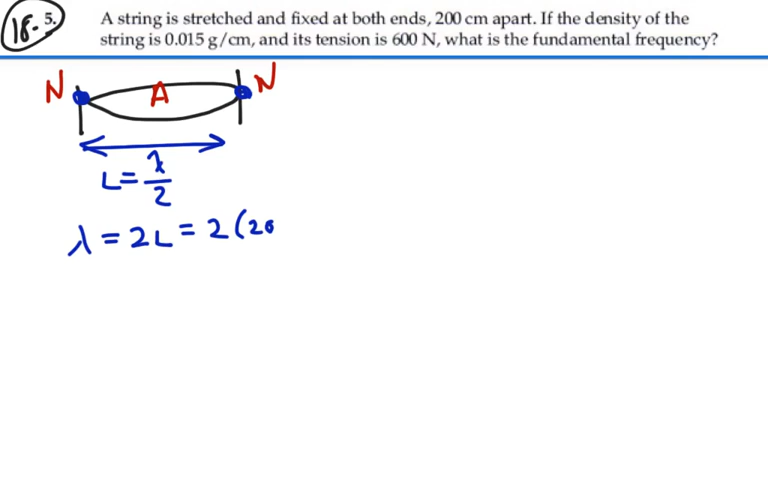 18. 5. A string is stretched and fixed at both ends, 200 cm apart. If the density of the
string is 0.015 g/cm, and its tension is 600 N, what is the fundamental frequency?
N A N
L = λ/2
λ = 2L = 2(20